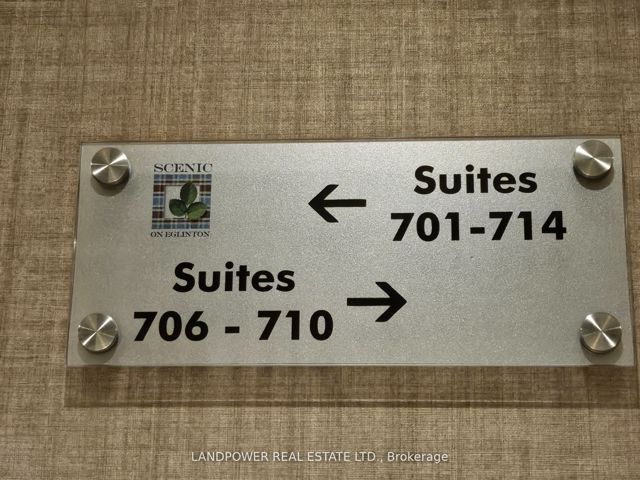 SCENIC
ON EGLINTON
← Suites
701-714
Suites →
706 - 710
LANDPOWER REAL ESTATE LTD., Brokerage